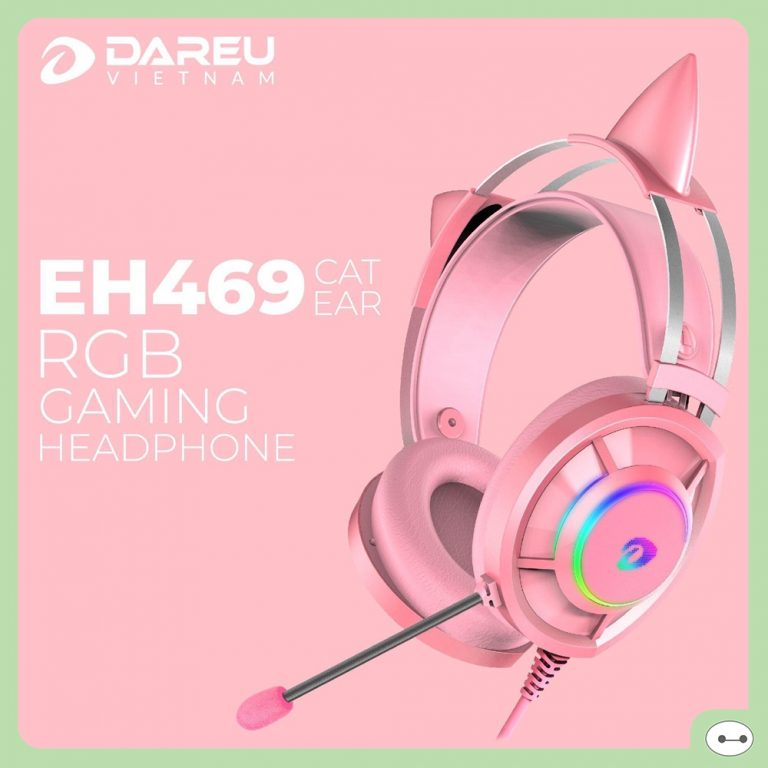 DAREU
VIETNAM
EH469 CAT EAR
RGB
GAMING
HEADPHONE